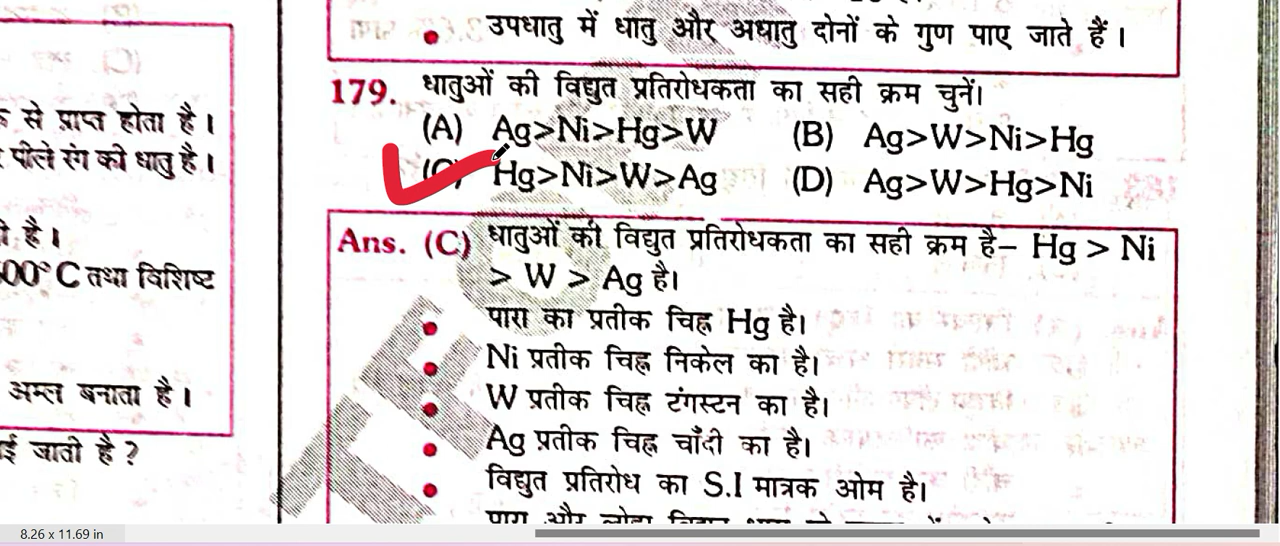 उपधातु में धातु और अधातु दोनों के गुण पाए जाते हैं।
179. धातुओं की विद्युत प्रतिरोधकता का सही क्रम चुनें।
(A) Ag>Ni>Hg>W (B) Ag>W>Ni>Hg
(C) Hg>Ni>W>Ag (D) Ag>W>Hg>Ni
Ans. (C) धातुओं की विद्युत प्रतिरोधकता का सही क्रम है– Hg > Ni
> W > Ag है।
पारा का प्रतीक चिह्न Hg है।
Ni प्रतीक चिह्न निकेल का है।
W प्रतीक चिह्न टंगस्टन का है।
Ag प्रतीक चिह्न चाँदी का है।
विद्युत प्रतिरोध का S.I मात्रक ओम है।
से प्राप्त होता है।
पीले रंग की धातु है।
है।
00°C तथा विशिष्ट
अम्ल बनाता है।
ई जाती है?
8.26 x 11.69 in